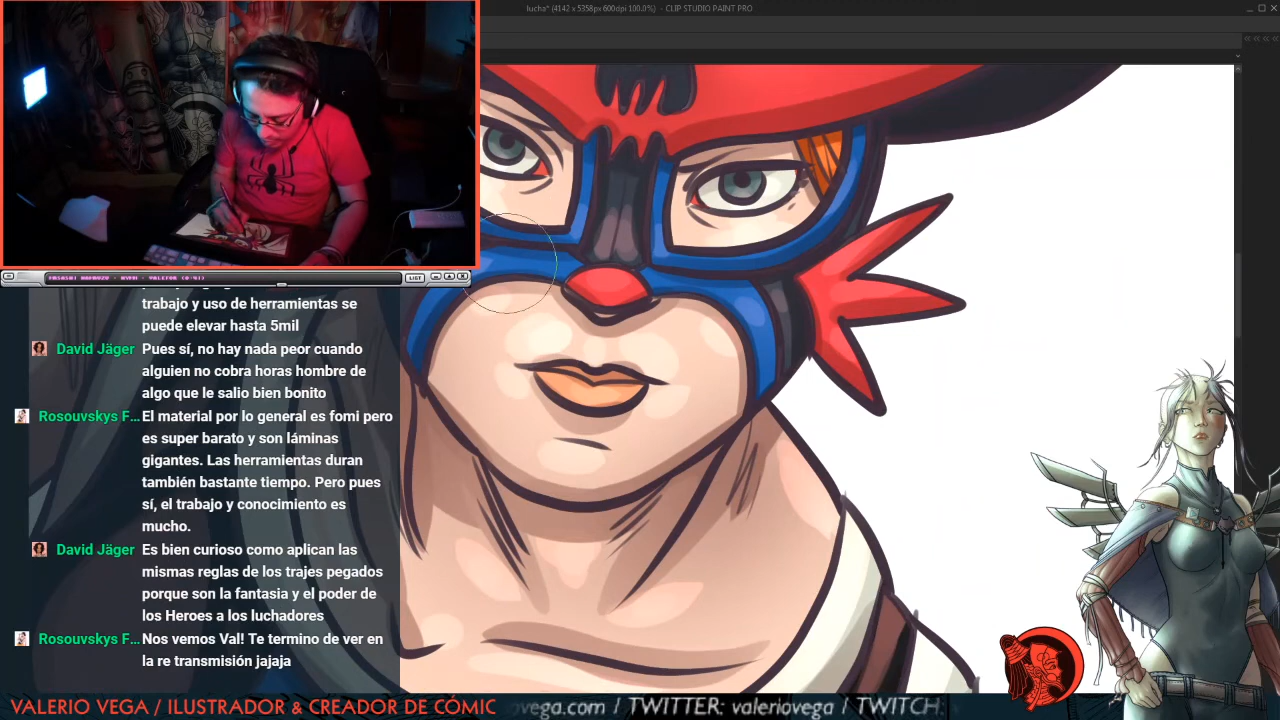 lucha* (4142 x 5358px 600dpi 100.0%) - CLIP STUDIO PAINT PRO
LIST
trabajo y uso de herramientas se
puede elevar hasta 5mil
David Jäger Pues sí, no hay nada peor cuando
alguien no cobra horas hombre de
algo que le salio bien bonito
Rosouvskys F... El material por lo general es fomi pero
es super barato y son láminas
gigantes. Las herramientas duran
también bastante tiempo. Pero pues
sí, el trabajo y conocimiento es
mucho.
David Jäger Es bien curioso como aplican las
mismas reglas de los trajes pegados
porque son la fantasia y el poder de
los Heroes a los luchadores
Rosouvskys F... Nos vemos Val! Te termino de ver en
la re transmisión jajaja
VALERIO VEGA / ILUSTRADOR & CREADOR DE CÓMIC
vega.com / TWITTER: valeriovega / TWITCH: